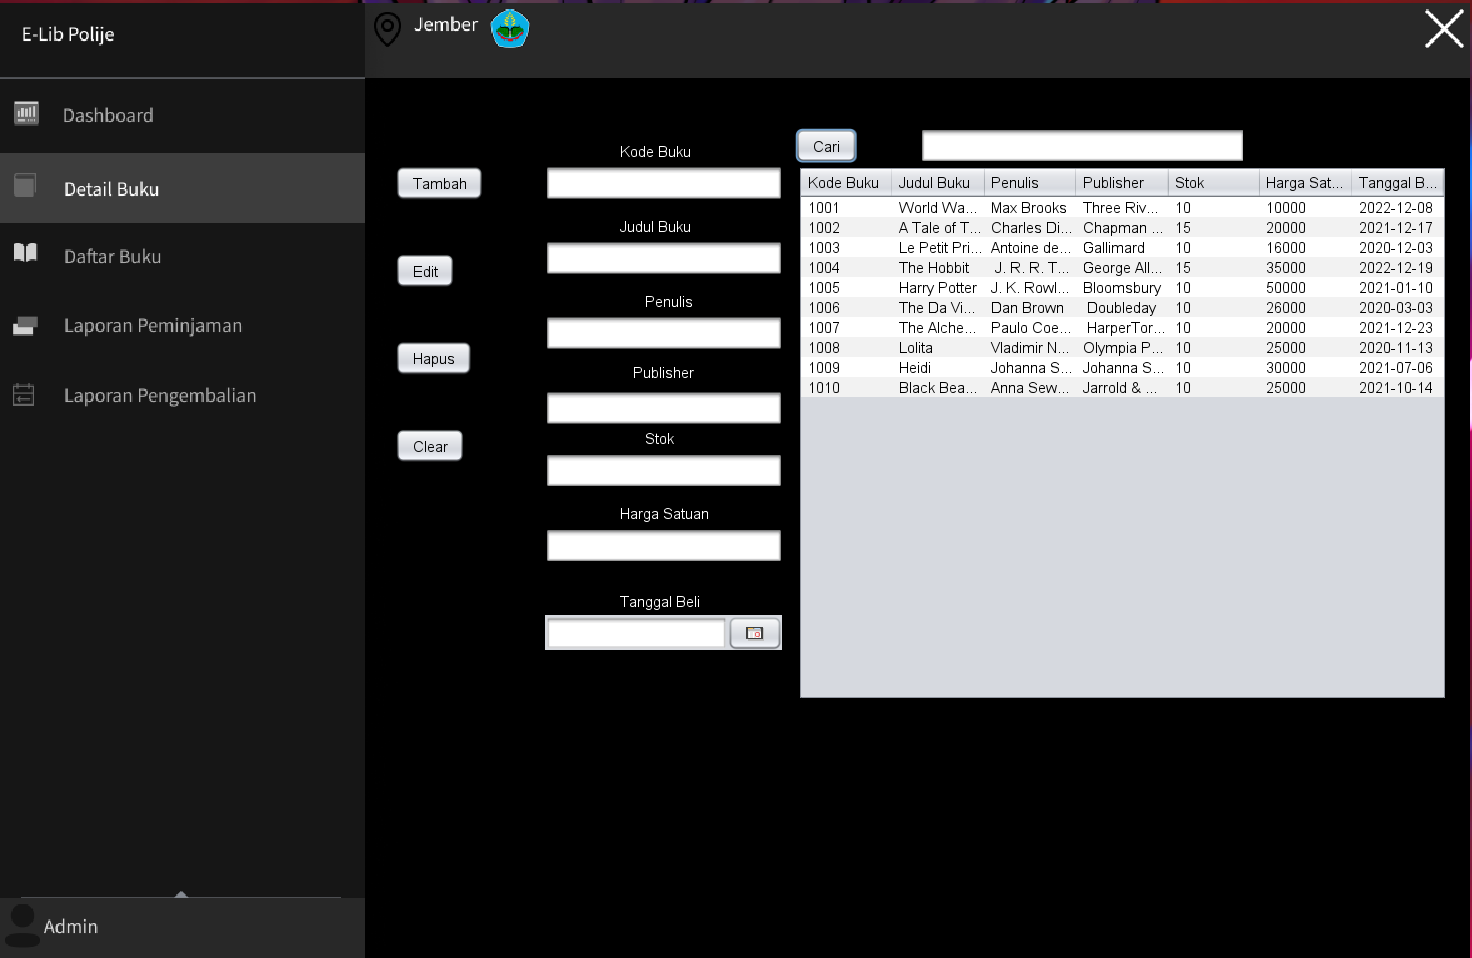 E-Lib Polije
Dashboard
Detail Buku
Daftar Buku
Laporan Peminjaman
Laporan Pengembalian
Admin
Jember
Tambah
Edit
Hapus
Clear
Kode Buku
Judul Buku
Penulis
Publisher
Stok
Harga Satuan
Tanggal Beli
Cari
Kode Buku Judul Buku Penulis Publisher Stok Harga Sat... Tanggal B...
1001 World Wa... Max Brooks Three Riv... 10 10000 2022-12-08
1002 A Tale of T... Charles Di... Chapman ... 15 20000 2021-12-17
1003 Le Petit Pri... Antoine de... Gallimard 10 16000 2020-12-03
1004 The Hobbit J. R. R. T... George All... 15 35000 2022-12-19
1005 Harry Potter J. K. Rowl... Bloomsbury 10 50000 2021-01-10
1006 The Da Vi... Dan Brown Doubleday 10 26000 2020-03-03
1007 The Alche... Paulo Coe... HarperTor... 10 20000 2021-12-23
1008 Lolita Vladimir N... Olympia P... 10 25000 2020-11-13
1009 Heidi Johanna S... Johanna S... 10 30000 2021-07-06
1010 Black Bea... Anna Sew... Jarrold & ... 10 25000 2021-10-14